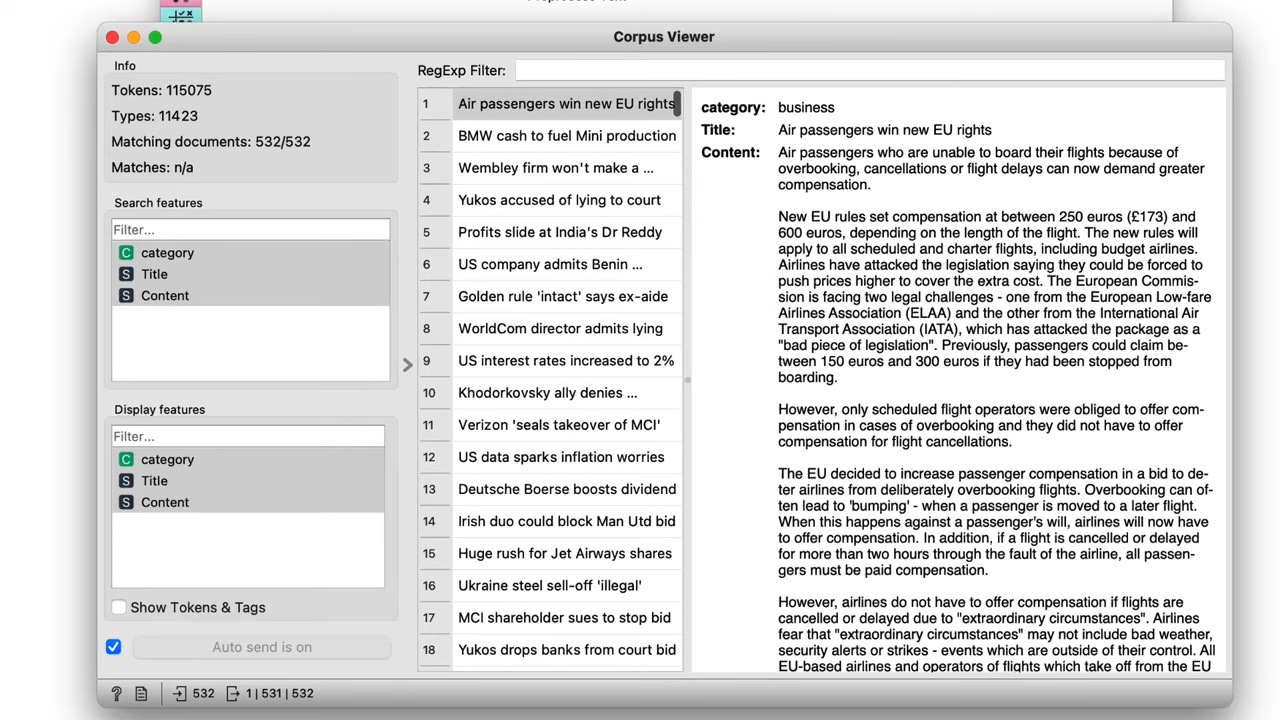 Corpus Viewer
Info
Tokens: 115075
Types: 11423
Matching documents: 532/532
Matches: n/a
Search features
Filter...
C category
S Title
S Content
Display features
Filter...
C category
S Title
S Content
Show Tokens & Tags
Auto send is on
? 532 1 | 531 | 532
RegExp Filter:
1 Air passengers win new EU rights
2 BMW cash to fuel Mini production
3 Wembley firm won't make a ...
4 Yukos accused of lying to court
5 Profits slide at India's Dr Reddy
6 US company admits Benin ...
7 Golden rule 'intact' says ex-aide
8 WorldCom director admits lying
9 US interest rates increased to 2%
10 Khodorkovsky ally denies ...
11 Verizon 'seals takeover of MCI'
12 US data sparks inflation worries
13 Deutsche Boerse boosts dividend
14 Irish duo could block Man Utd bid
15 Huge rush for Jet Airways shares
16 Ukraine steel sell-off 'illegal'
17 MCI shareholder sues to stop bid
18 Yukos drops banks from court bid
category: business
Title: Air passengers win new EU rights
Content: Air passengers who are unable to board their flights because of
overbooking, cancellations or flight delays can now demand greater
compensation.
New EU rules set compensation at between 250 euros (£173) and
600 euros, depending on the length of the flight. The new rules will
apply to all scheduled and charter flights, including budget airlines.
Airlines have attacked the legislation saying they could be forced to
push prices higher to cover the extra cost. The European Commis-
sion is facing two legal challenges - one from the European Low-fare
Airlines Association (ELAA) and the other from the International Air
Transport Association (IATA), which has attacked the package as a
"bad piece of legislation". Previously, passengers could claim be-
tween 150 euros and 300 euros if they had been stopped from
boarding.
However, only scheduled flight operators were obliged to offer com-
pensation in cases of overbooking and they did not have to offer
compensation for flight cancellations.
The EU decided to increase passenger compensation in a bid to de-
ter airlines from deliberately overbooking flights. Overbooking can of-
ten lead to 'bumping' - when a passenger is moved to a later flight.
When this happens against a passenger's will, airlines will now have
to offer compensation. In addition, if a flight is cancelled or delayed
for more than two hours through the fault of the airline, all passen-
gers must be paid compensation.
However, airlines do not have to offer compensation if flights are
cancelled or delayed due to "extraordinary circumstances". Airlines
fear that "extraordinary circumstances" may not include bad weather,
security alerts or strikes - events which are outside of their control. All
EU-based airlines and operators of flights which take off from the EU